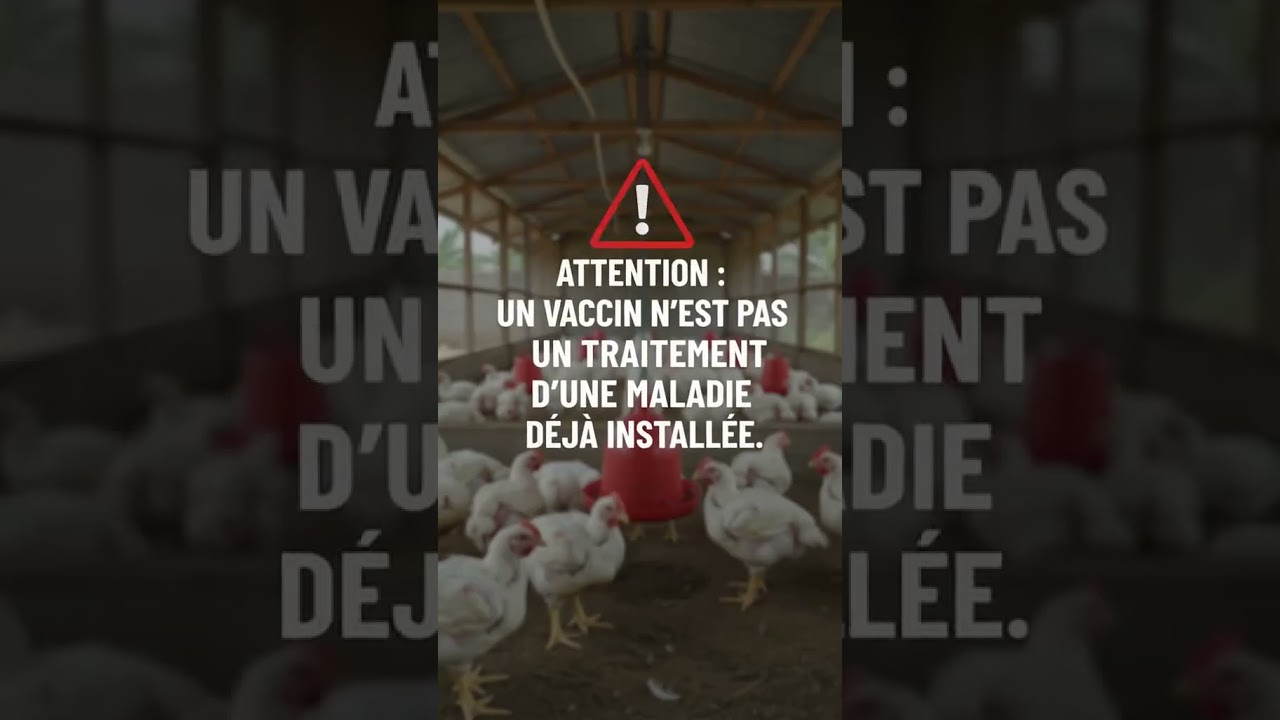 ATTENTION :
UN VACCIN N’EST PAS
UN TRAITEMENT
D’UNE MALADIE
DÉJÀ INSTALLÉE.